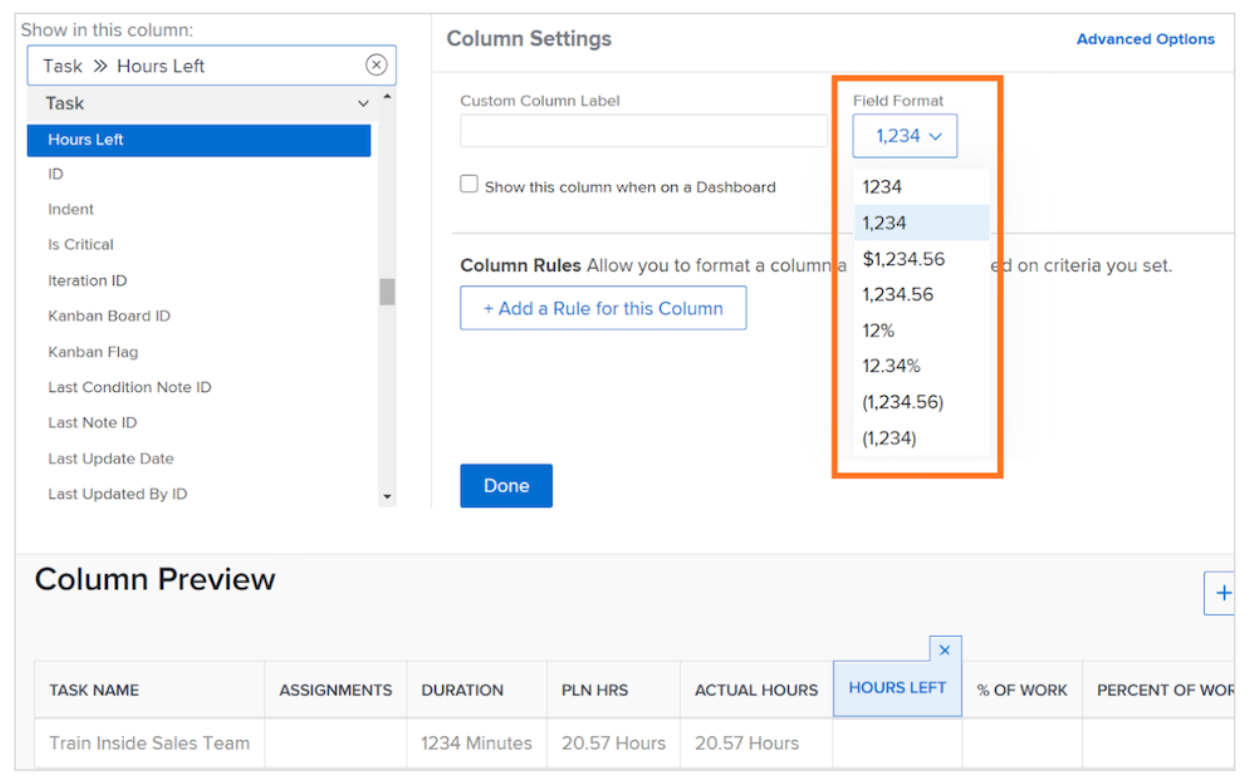 Show in this column:
Task » Hours Left
Task
Hours Left
ID
Indent
Is Critical
Iteration ID
Kanban Board ID
Kanban Flag
Last Condition Note ID
Last Note ID
Last Update Date
Last Updated By ID
Column Settings
Advanced Options
Custom Column Label
Field Format
1,234
Show this column when on a Dashboard
1234
1,234
$1,234.56
1,234.56
12%
12.34%
(1,234.56)
(1,234)
Column Rules Allow you to format a column a ed on criteria you set.
+ Add a Rule for this Column
Done
Column Preview
+
TASK NAME ASSIGNMENTS DURATION PLN HRS ACTUAL HOURS HOURS LEFT % OF WORK PERCENT OF WOR
Train Inside Sales Team 1234 Minutes 20.57 Hours 20.57 Hours